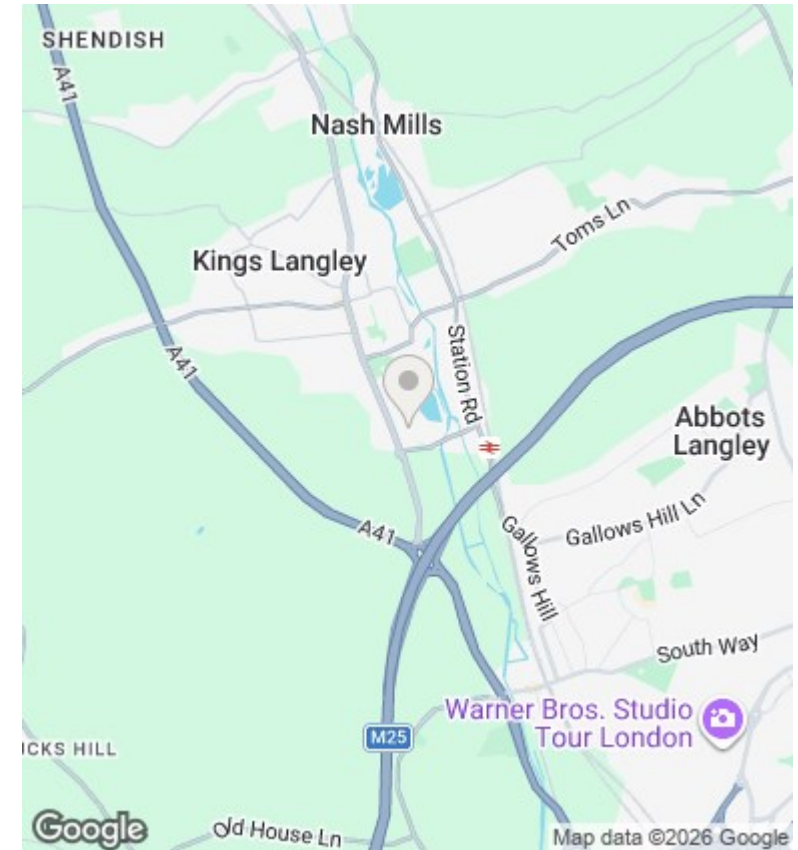 SHENDISH
A41
Nash Mills
Toms Ln
Kings Langley
Station Rd
A41
Abbots
Langley
Gallows Hill Ln
A41
Gallows Hill
South Way
Warner Bros. Studio
Tour London
M25
CKS HILL
Old House Ln
Google
Map data ©2026 Google